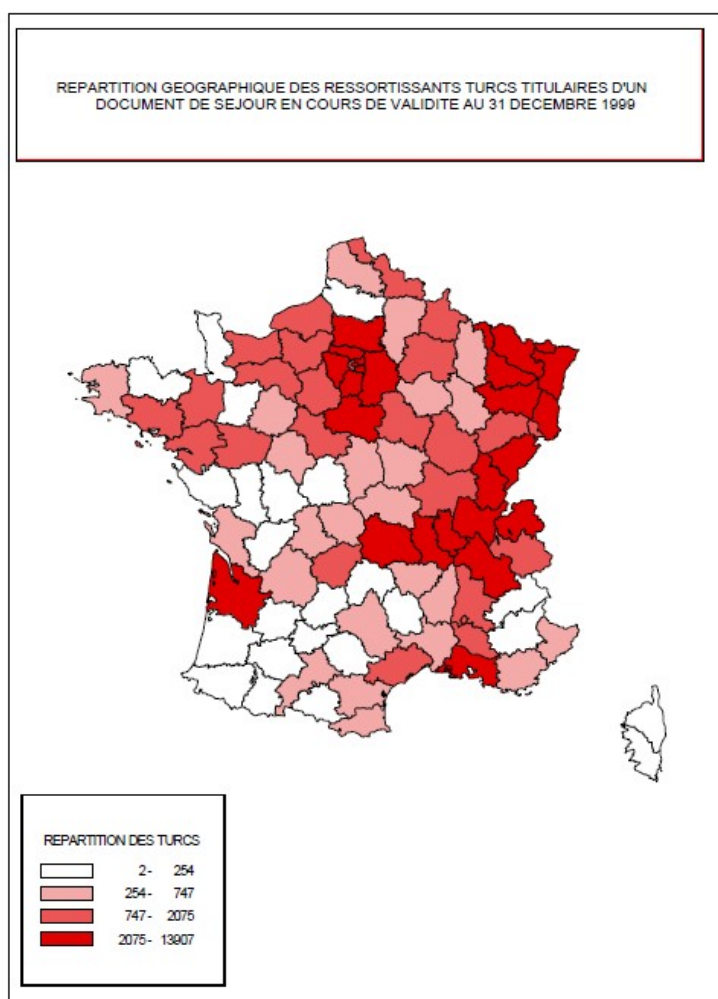 REPARTITION GEOGRAPHIQUE DES RESSORTISSANTS TURCS TITULAIRES D'UN
DOCUMENT DE SEJOUR EN COURS DE VALIDITE AU 31 DECEMBRE 1999
REPARTITION DES TURCS
2 - 254
254 - 747
747 - 2075
2075 - 13907